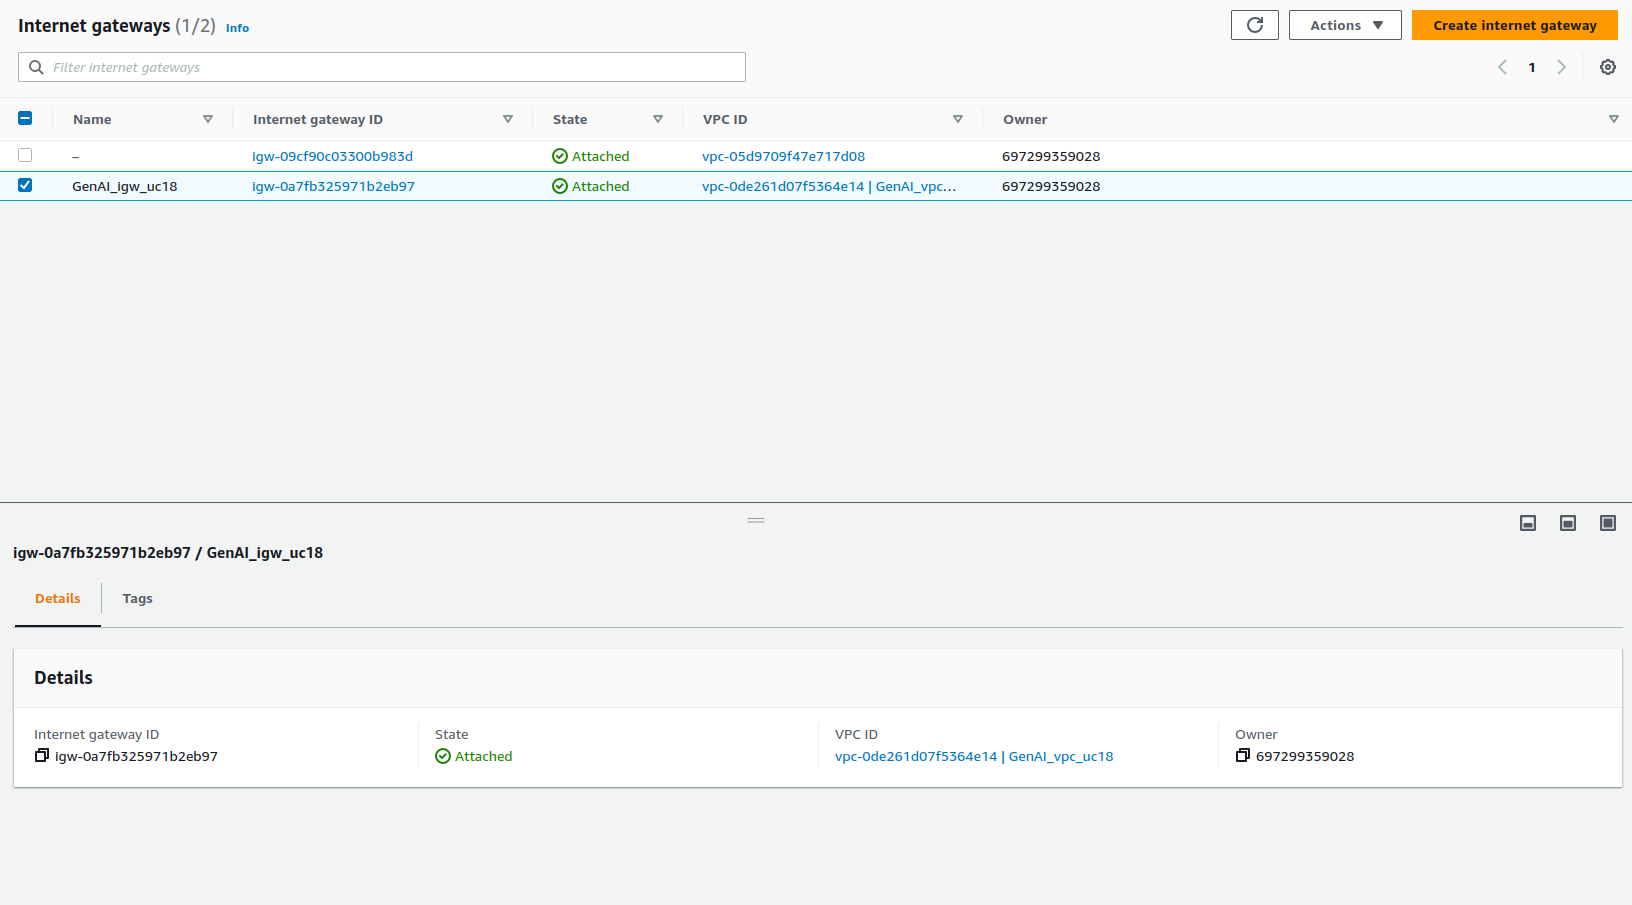 Internet gateways (1/2) Info
Actions
Create internet gateway
Filter internet gateways
1
Name Internet gateway ID State VPC ID Owner
– igw-09cf90c03300b983d Attached vpc-05d9709f47e717d08 697299359028
GenAI_igw_uc18 igw-0a7fb325971b2eb97 Attached vpc-0de261d07f5364e14 | GenAI_vpc... 697299359028
igw-0a7fb325971b2eb97 / GenAI_igw_uc18
Details Tags
Details
Internet gateway ID State VPC ID Owner
igw-0a7fb325971b2eb97 Attached vpc-0de261d07f5364e14 | GenAI_vpc_uc18 697299359028